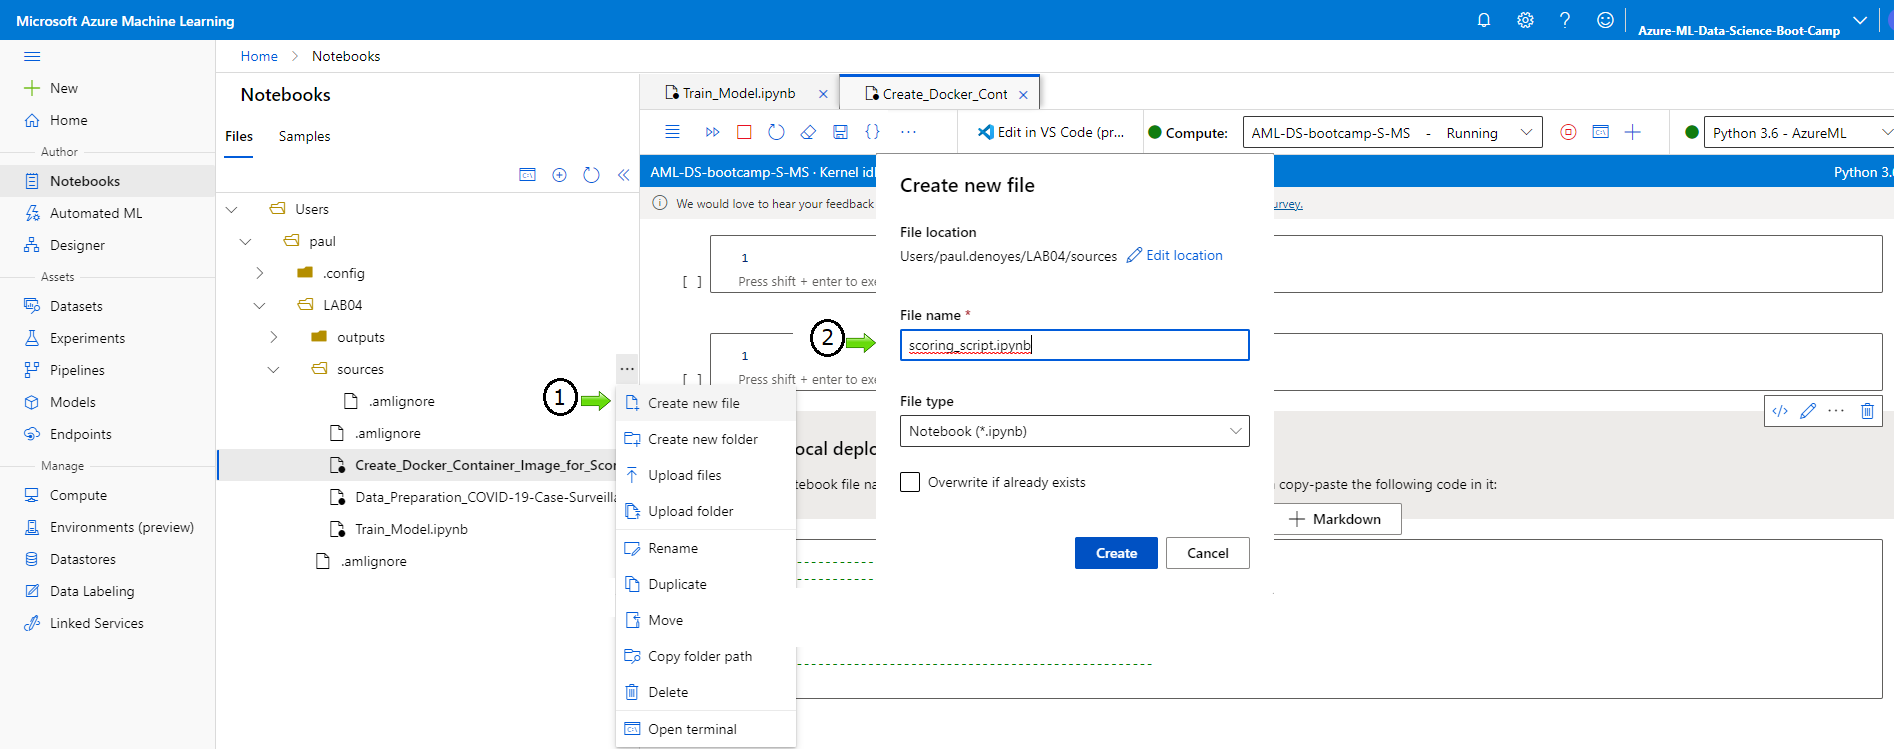 Microsoft Azure Machine Learning
Azure-ML-Data-Science-Boot-Camp
New
Home
Author
Notebooks
Automated ML
Designer
Assets
Datasets
Experiments
Pipelines
Models
Endpoints
Manage
Compute
Environments (preview)
Datastores
Data Labeling
Linked Services
Home > Notebooks
Notebooks
Files Samples
Users
paul
.config
LAB04
outputs
sources
.amlignore
.amlignore
Create_Docker_Container_Image_for_Scor
Data_Preparation_COVID-19-Case-Surveilla
Train_Model.ipynb
.amlignore
1
Create new file
Create new folder
Upload files
Upload folder
Rename
Duplicate
Move
Copy folder path
Delete
Open terminal
Train_Model.ipynb × Create_Docker_Cont ×
Edit in VS Code (pr... Compute: AML-DS-bootcamp-S-MS - Running Python 3.6 - AzureML
AML-DS-bootcamp-S-MS · Kernel idl Python 3.6
We would love to hear your feedback urvey.
1
[ ] Press shift + enter to exe
1
[ ] Press shift + enter to exe
ocal deplo
tebook file na copy-paste the following code in it:
+ Markdown
Create new file
File location
Users/paul.denoyes/LAB04/sources Edit location
File name *
2
scoring_script.ipynb
File type
Notebook (*.ipynb)
Overwrite if already exists
Create Cancel